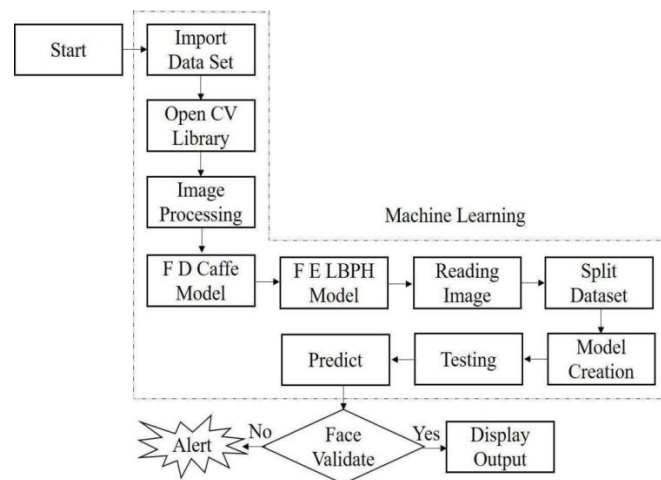 Start
Import
Data Set
Open CV
Library
Image
Processing
Machine Learning
F D Caffe
Model
F E LBPH
Model
Reading
Image
Split
Dataset
Predict
Testing
Model
Creation
Alert
No
Face
Validate
Yes
Display
Output